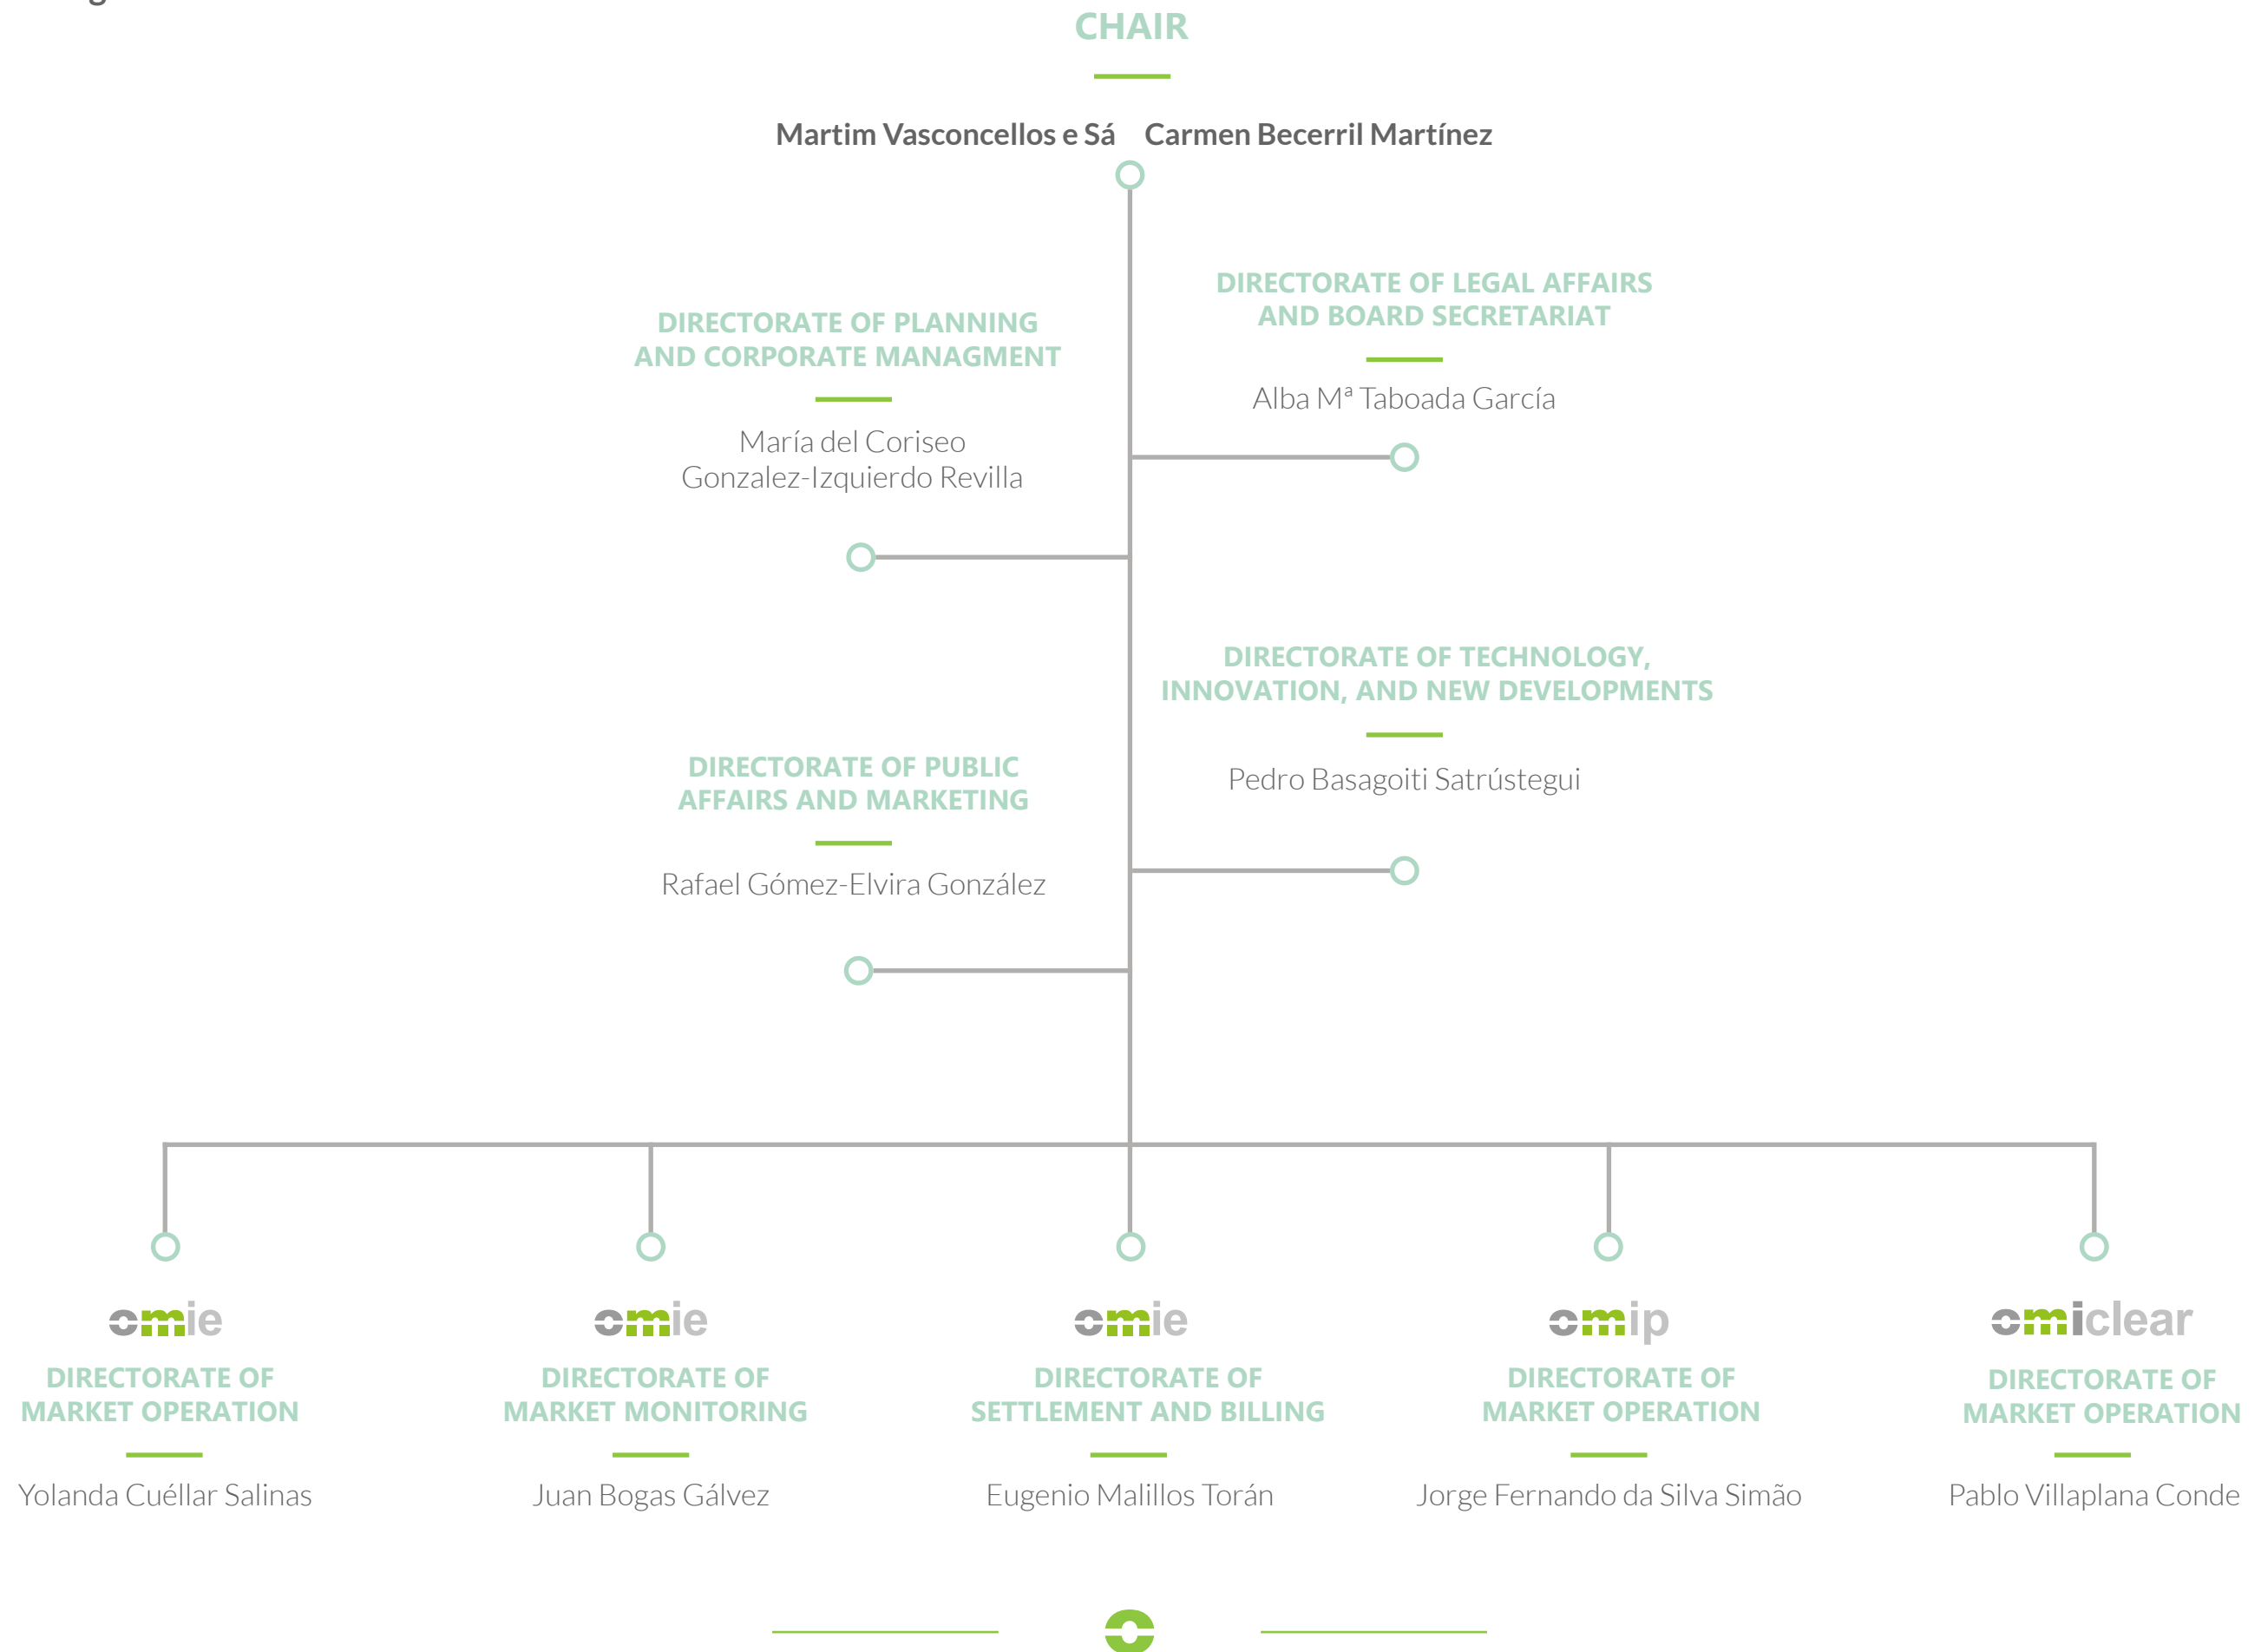 CHAIR
Martim Vasconcellos e Sá Carmen Becerril Martínez
DIRECTORATE OF LEGAL AFFAIRS
AND BOARD SECRETARIAT
Alba Mª Taboada García
DIRECTORATE OF PLANNING
AND CORPORATE MANAGMENT
María del Coriseo
Gonzalez-Izquierdo Revilla
DIRECTORATE OF TECHNOLOGY,
INNOVATION, AND NEW DEVELOPMENTS
Pedro Basagoiti Satrústegui
DIRECTORATE OF PUBLIC
AFFAIRS AND MARKETING
Rafael Gómez-Elvira González
omie
DIRECTORATE OF
MARKET OPERATION
Yolanda Cuéllar Salinas
omie
DIRECTORATE OF
MARKET MONITORING
Juan Bogas Gálvez
omie
DIRECTORATE OF
SETTLEMENT AND BILLING
Eugenio Malillos Torán
omip
DIRECTORATE OF
MARKET OPERATION
Jorge Fernando da Silva Simão
omiclear
DIRECTORATE OF
MARKET OPERATION
Pablo Villaplana Conde